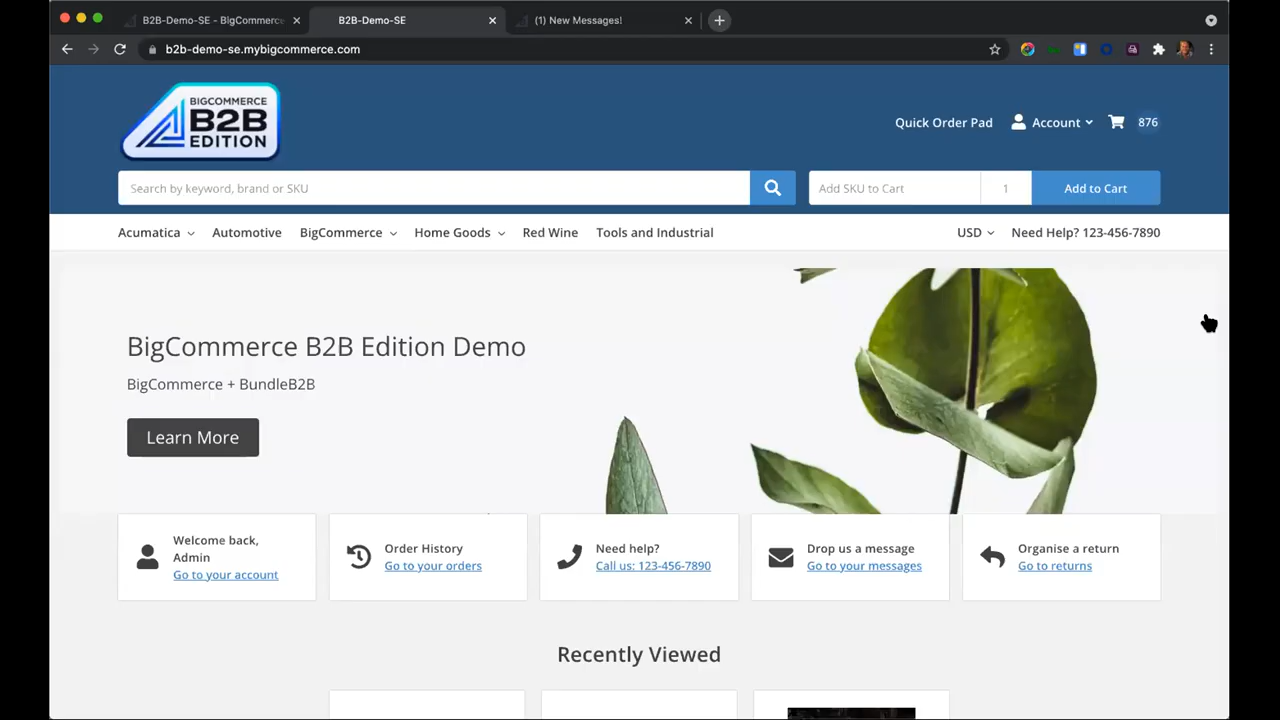 B2B-Demo-SE - BigCommerce
B2B-Demo-SE
(1) New Messages!
b2b-demo-se.mybigcommerce.com
BIGCOMMERCE
B2B
EDITION
Quick Order Pad
Account
876
Search by keyword, brand or SKU
Add SKU to Cart
1
Add to Cart
Acumatica
Automotive
BigCommerce
Home Goods
Red Wine
Tools and Industrial
USD
Need Help? 123-456-7890
BigCommerce B2B Edition Demo
BigCommerce + BundleB2B
Learn More
Welcome back,
Admin
Go to your account
Order History
Go to your orders
Need help?
Call us: 123-456-7890
Drop us a message
Go to your messages
Organise a return
Go to returns
Recently Viewed